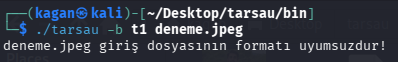 ┌──(kagan㉿kali)-[~/Desktop/tarsau/bin]
└─$ ./tarsau -b t1 deneme.jpeg
deneme.jpeg giriş dosyasının formatı uyumsuzdur!